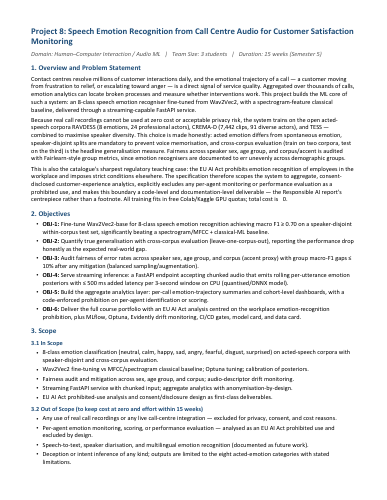 Project 8: Speech Emotion Recognition from Call Centre Audio for Customer Satisfaction
Monitoring
Domain: Human–Computer Interaction / Audio ML | Team Size: 3 students | Duration: 25 weeks (Semester 5)
1. Overview and Problem Statement
Contact centres resolve millions of customer interactions daily, and the emotional trajectory of a call — a customer moving
from frustration to relief, or escalating toward anger — is a direct signal of service quality. Aggregated over thousands of calls,
emotion analytics can locate broken processes and measure whether interventions work. This project builds the ML core of
such a system: an 8-class speech emotion recogniser fine-tuned from Wav2Vec2, with a spectrogram-feature classical
baseline, delivered through a streaming-capable FastAPI service.
Because real call recordings cannot be used at zero cost or acceptable privacy risk, the system trains on the open acted-
speech corpora RAVDESS (8 emotions, 24 professional actors), CREMA-D (7,442 clips, 91 diverse actors), and TESS —
combined to maximise speaker diversity. This choice is made honestly: acted emotion differs from spontaneous emotion,
speaker-disjoint splits are mandatory to prevent voice memorisation, and cross-corpus evaluation (train on two corpora, test
on the third) is the headline generalisation measure. Fairness across speaker sex, age group, and corpus/accent is audited
with Fairlearn-style group metrics, since emotion recognisers are documented to err unevenly across demographic groups.
This is also the catalogue's sharpest regulatory teaching case: the EU AI Act prohibits emotion recognition of employees in the
workplace and imposes strict conditions elsewhere. The specification therefore scopes the system to aggregate, consent-
disclosed customer-experience analytics, explicitly excludes any per-agent monitoring or performance evaluation as a
prohibited use, and makes this boundary a code-level and documentation-level deliverable — the Responsible AI report's
centrepiece rather than a footnote. All training fits in free Colab/Kaggle GPU quotas; total cost is 0.
2. Objectives
• OBJ-1: Fine-tune Wav2Vec2-base for 8-class speech emotion recognition achieving macro F1 ≥ 0.70 on a speaker-disjoint
within-corpus test set, significantly beating a spectrogram/MFCC + classical-ML baseline.
• OBJ-2: Quantify true generalisation with cross-corpus evaluation (leave-one-corpus-out), reporting the performance drop
honestly as the expected real-world gap.
• OBJ-3: Audit fairness of error rates across speaker sex, age group, and corpus (accent proxy) with group macro-F1 gaps ≤
10% after any mitigation (balanced sampling/augmentation).
• OBJ-4: Serve streaming inference: a FastAPI endpoint accepting chunked audio that emits rolling per-utterance emotion
posteriors with ≤ 500 ms added latency per 3-second window on CPU (quantised/ONNX model).
• OBJ-5: Build the aggregate analytics layer: per-call emotion-trajectory summaries and cohort-level dashboards, with a
code-enforced prohibition on per-agent identification or scoring.
• OBJ-6: Deliver the full course portfolio with an EU AI Act analysis centred on the workplace emotion-recognition
prohibition, plus MLflow, Optuna, Evidently drift monitoring, CI/CD gates, model card, and data card.
3. Scope
3.1 In Scope
• 8-class emotion classification (neutral, calm, happy, sad, angry, fearful, disgust, surprised) on acted-speech corpora with
speaker-disjoint and cross-corpus evaluation.
• Wav2Vec2 fine-tuning vs MFCC/spectrogram classical baseline; Optuna tuning; calibration of posteriors.
• Fairness audit and mitigation across sex, age group, and corpus; audio-descriptor drift monitoring.
• Streaming FastAPI service with chunked input; aggregate analytics with anonymisation-by-design.
• EU AI Act prohibited-use analysis and consent/disclosure design as first-class deliverables.
3.2 Out of Scope (to keep cost at zero and effort within 15 weeks)
• Any use of real call recordings or any live call-centre integration — excluded for privacy, consent, and cost reasons.
• Per-agent emotion monitoring, scoring, or performance evaluation — analysed as an EU AI Act prohibited use and
excluded by design.
• Speech-to-text, speaker diarisation, and multilingual emotion recognition (documented as future work).
• Deception or intent inference of any kind; outputs are limited to the eight acted-emotion categories with stated
limitations.